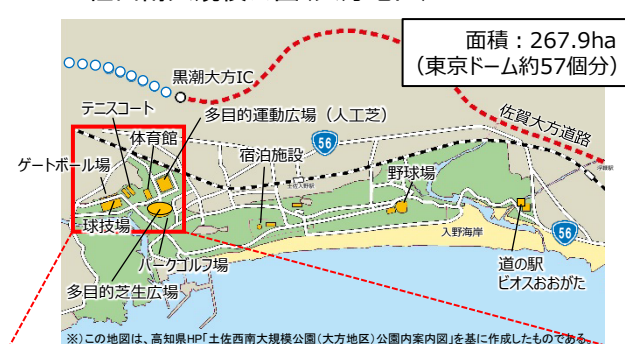 面積：267.9ha
（東京ドーム約57個分）
黒潮大方IC
テニスコート
体育館
多目的運動広場（人工芝）
佐賀大方道路
56
ゲートボール場
宿泊施設
野球場
土佐入野駅
球技場
入野海岸
56
パークゴルフ場
道の駅
ビオスおおがた
多目的芝生広場
※）この地図は、高知県HP「土佐西南大規模公園（大方地区）公園内案内図」を基に作成したものである。